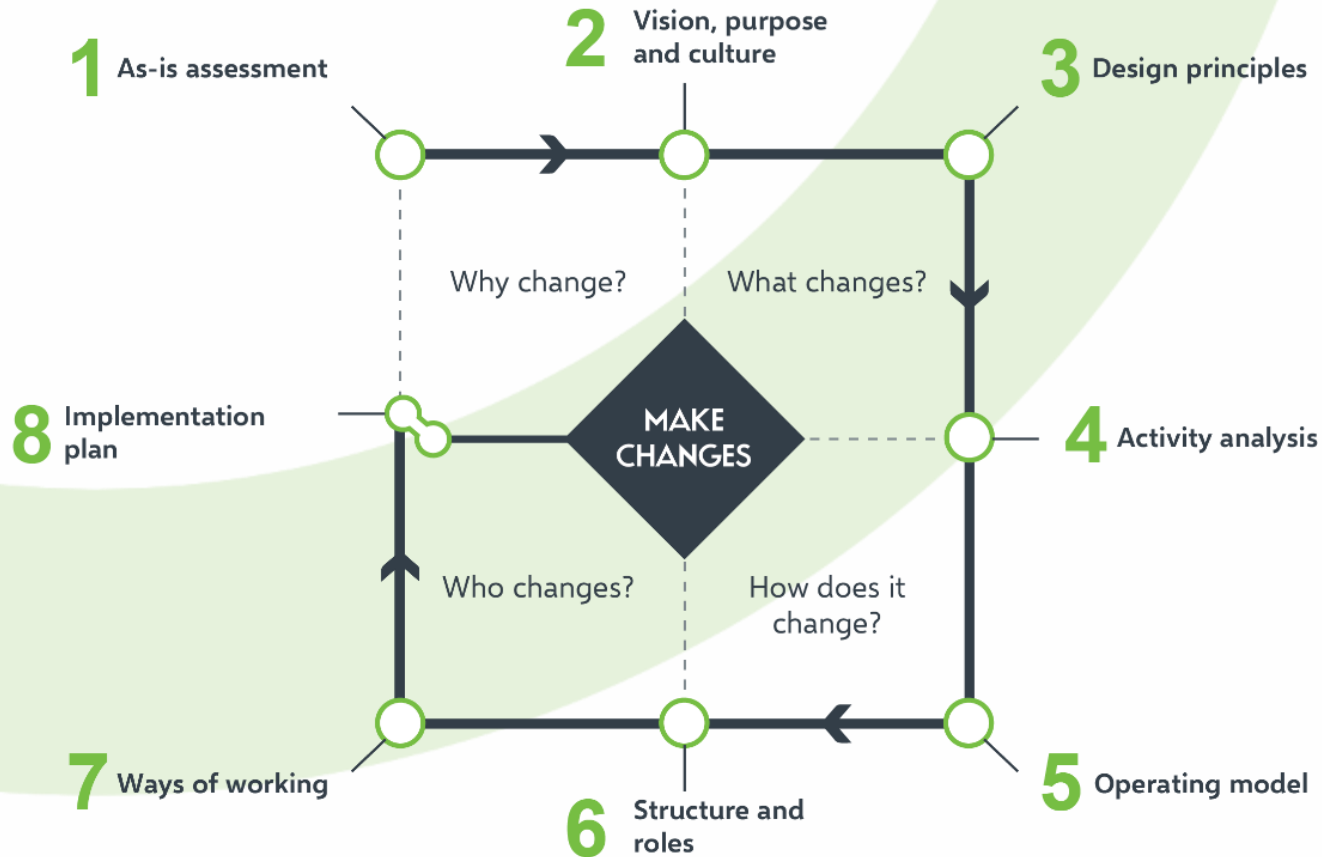 1 As-is assessment
2 Vision, purpose
and culture
3 Design principles
Why change?
What changes?
8 Implementation
plan
MAKE
CHANGES
4 Activity analysis
Who changes?
How does it
change?
7 Ways of working
6 Structure and
roles
5 Operating model